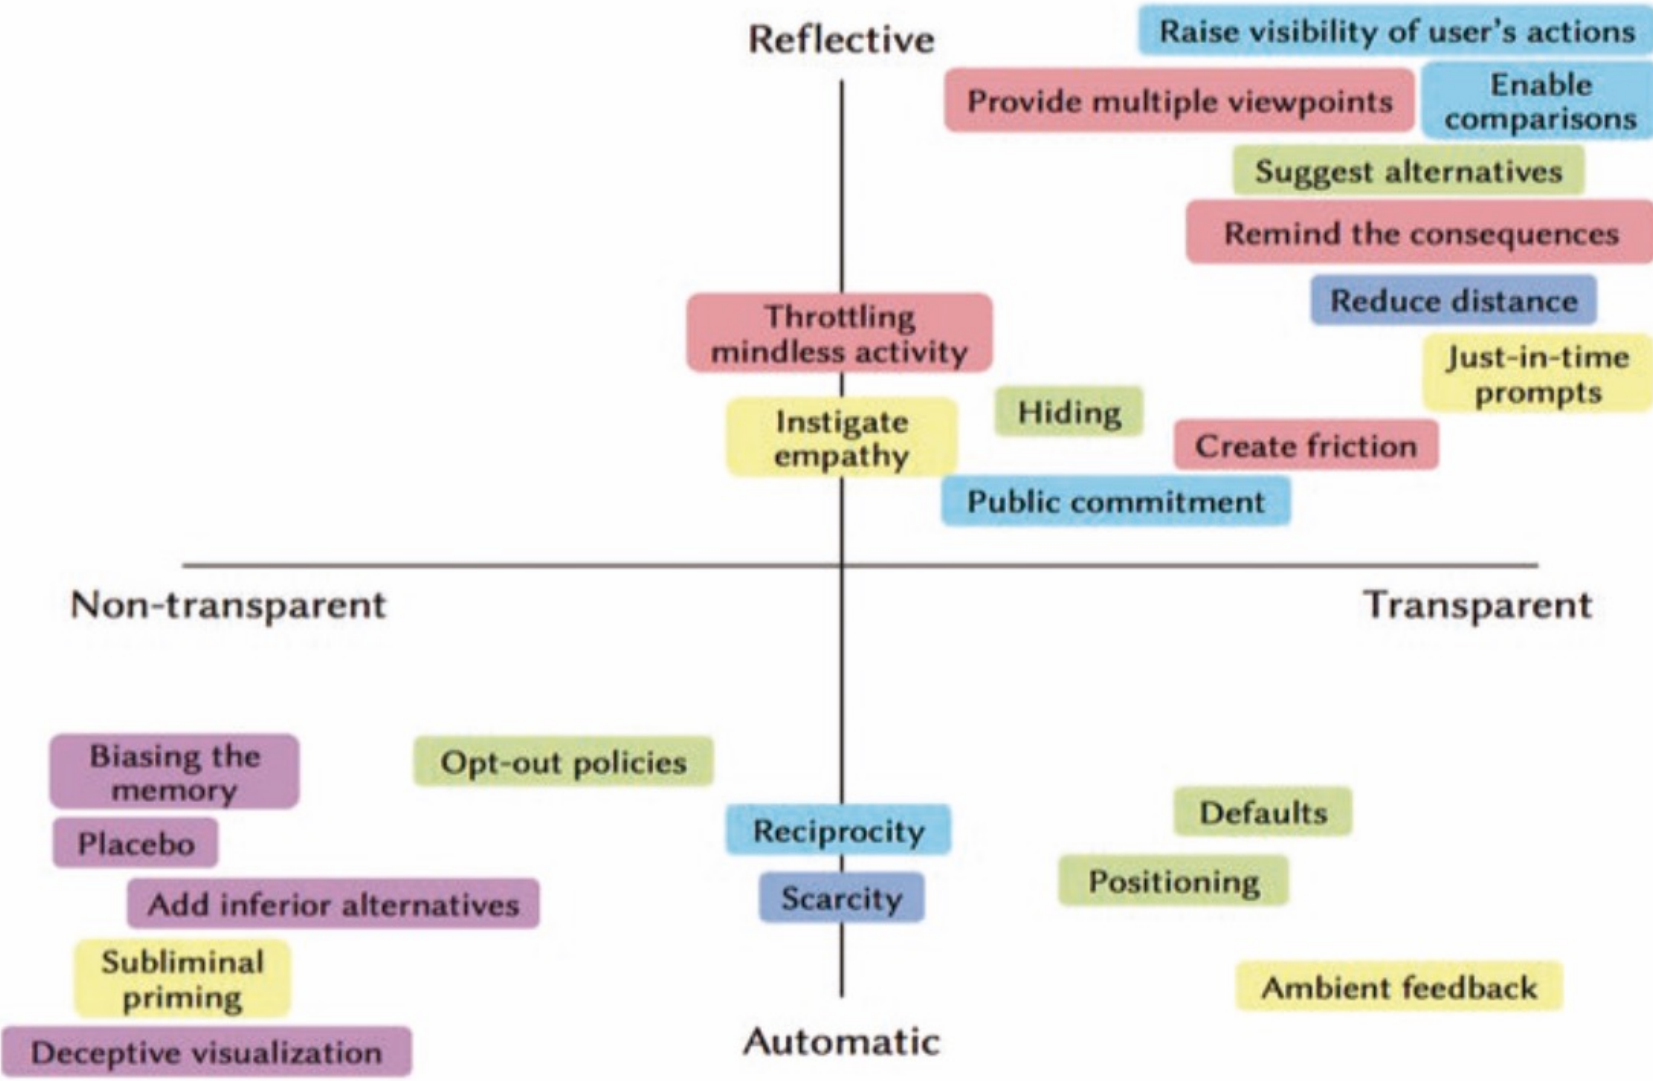 Reflective
Raise visibility of user's actions
Provide multiple viewpoints
Enable
comparisons
Suggest alternatives
Remind the consequences
Reduce distance
Throttling
mindless activity
Just-in-time
prompts
Instigate
empathy
Hiding
Create friction
Public commitment
Non-transparent
Transparent
Biasing the
memory
Opt-out policies
Placebo
Reciprocity
Defaults
Add inferior alternatives
Scarcity
Positioning
Subliminal
priming
Ambient feedback
Deceptive visualization
Automatic